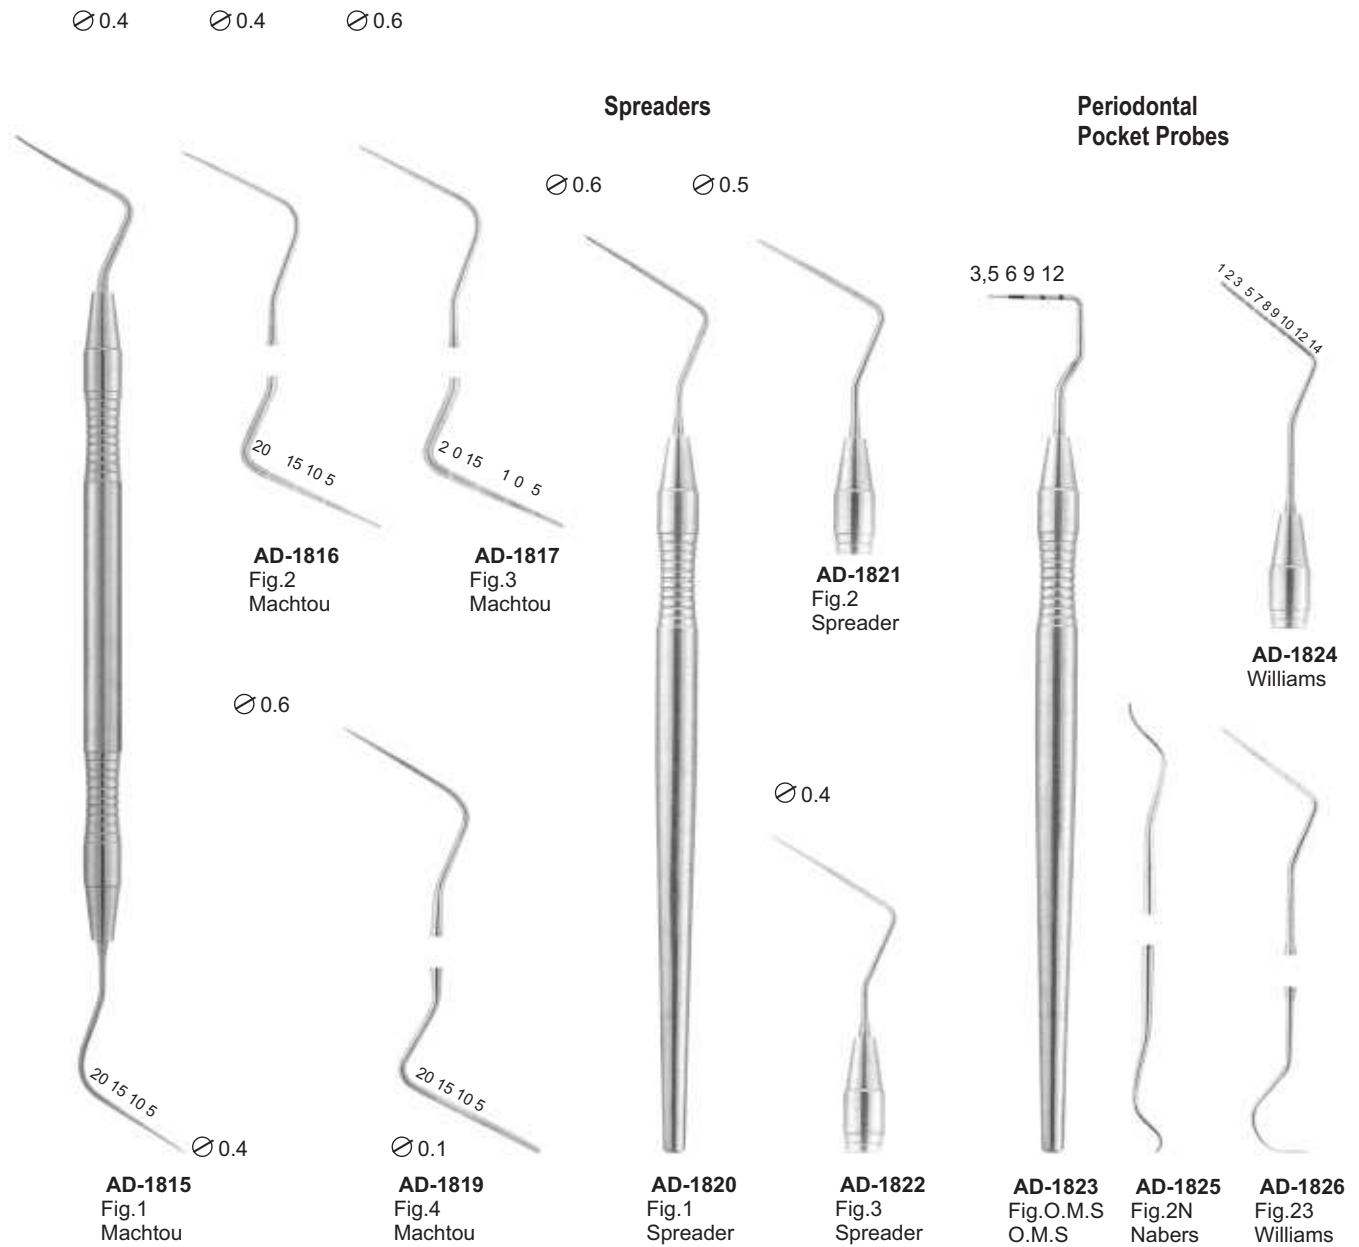 ⌀ 0.4
⌀ 0.4
⌀ 0.6
Spreaders
Periodontal
Pocket Probes
⌀ 0.6
⌀ 0.5
3,5 6 9 12
1 2 3 5 7 8 9 10 12 14
20 15 10 5
2 0 15 1 0 5
AD-1816
Fig.2
Machtou
AD-1817
Fig.3
Machtou
AD-1821
Fig.2
Spreader
AD-1824
Williams
⌀ 0.6
⌀ 0.4
20 15 10 5
⌀ 0.4
20 15 10 5
⌀ 0.1
AD-1815
Fig.1
Machtou
AD-1819
Fig.4
Machtou
AD-1820
Fig.1
Spreader
AD-1822
Fig.3
Spreader
AD-1823
Fig.O.M.S
O.M.S
AD-1825
Fig.2N
Nabers
AD-1826
Fig.23
Williams